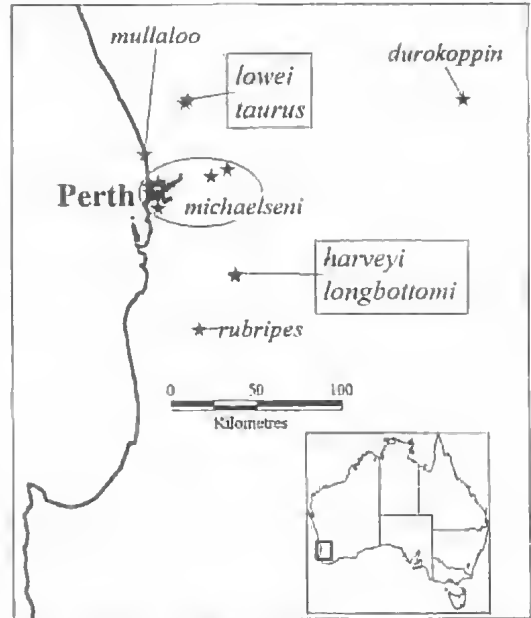 mullaloo
durokoppin
lowei
taurus
Perth
michaelseni
harveyi
longbottomi
rubripes
0 50 100
Kilometres